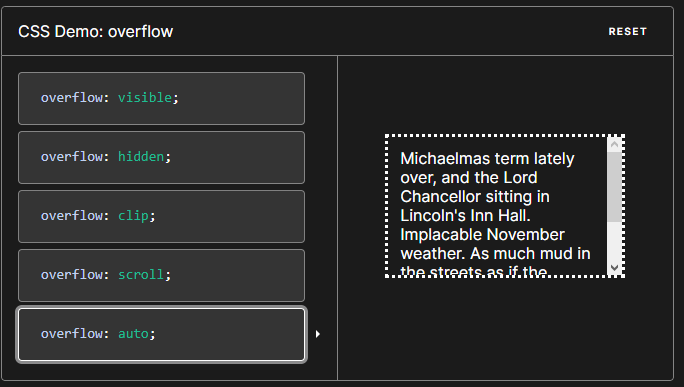 CSS Demo: overflow
RESET
overflow: visible;
overflow: hidden;
overflow: clip;
overflow: scroll;
overflow: auto;
Michaelmas term lately
over, and the Lord
Chancellor sitting in
Lincoln's Inn Hall.
Implacable November
weather. As much mud in
the streets as if the